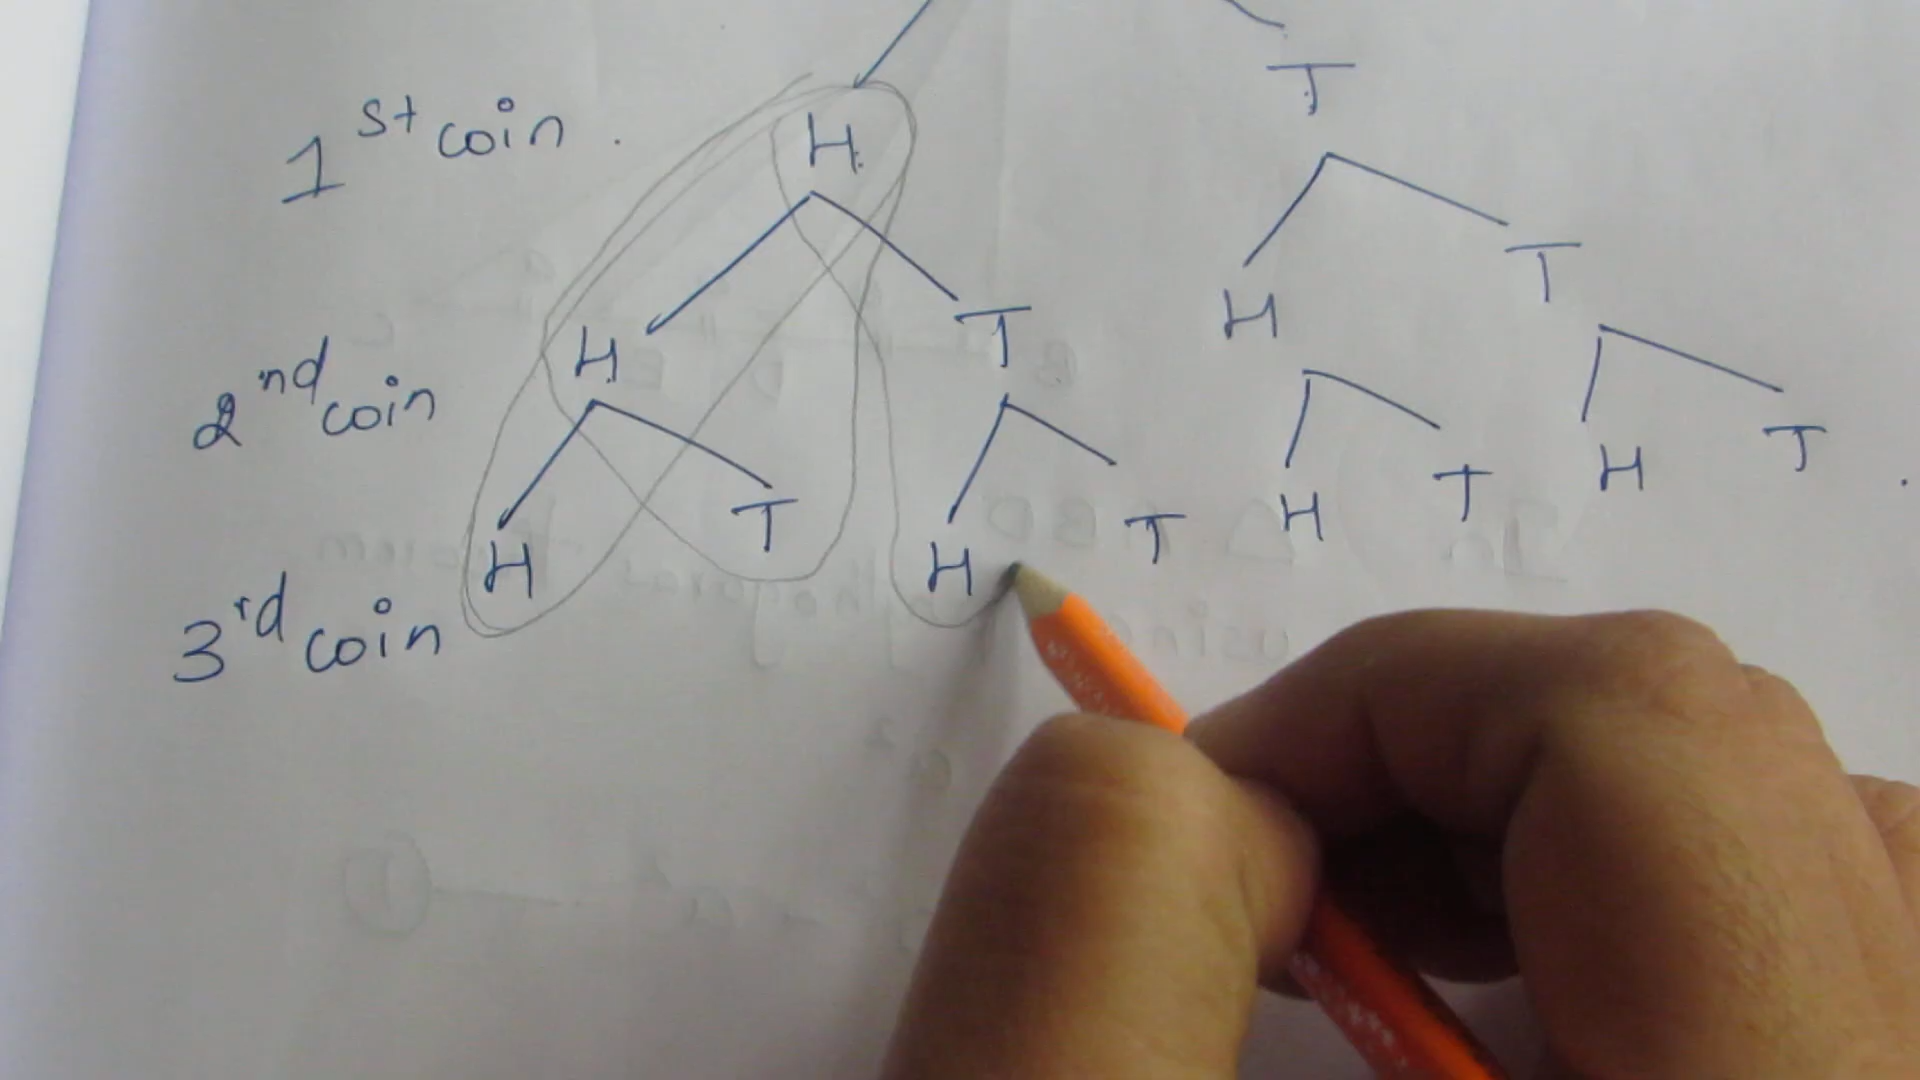 T
1st coin .
H
T
H T H
2nd coin
H T H T H T H T
3rd coin